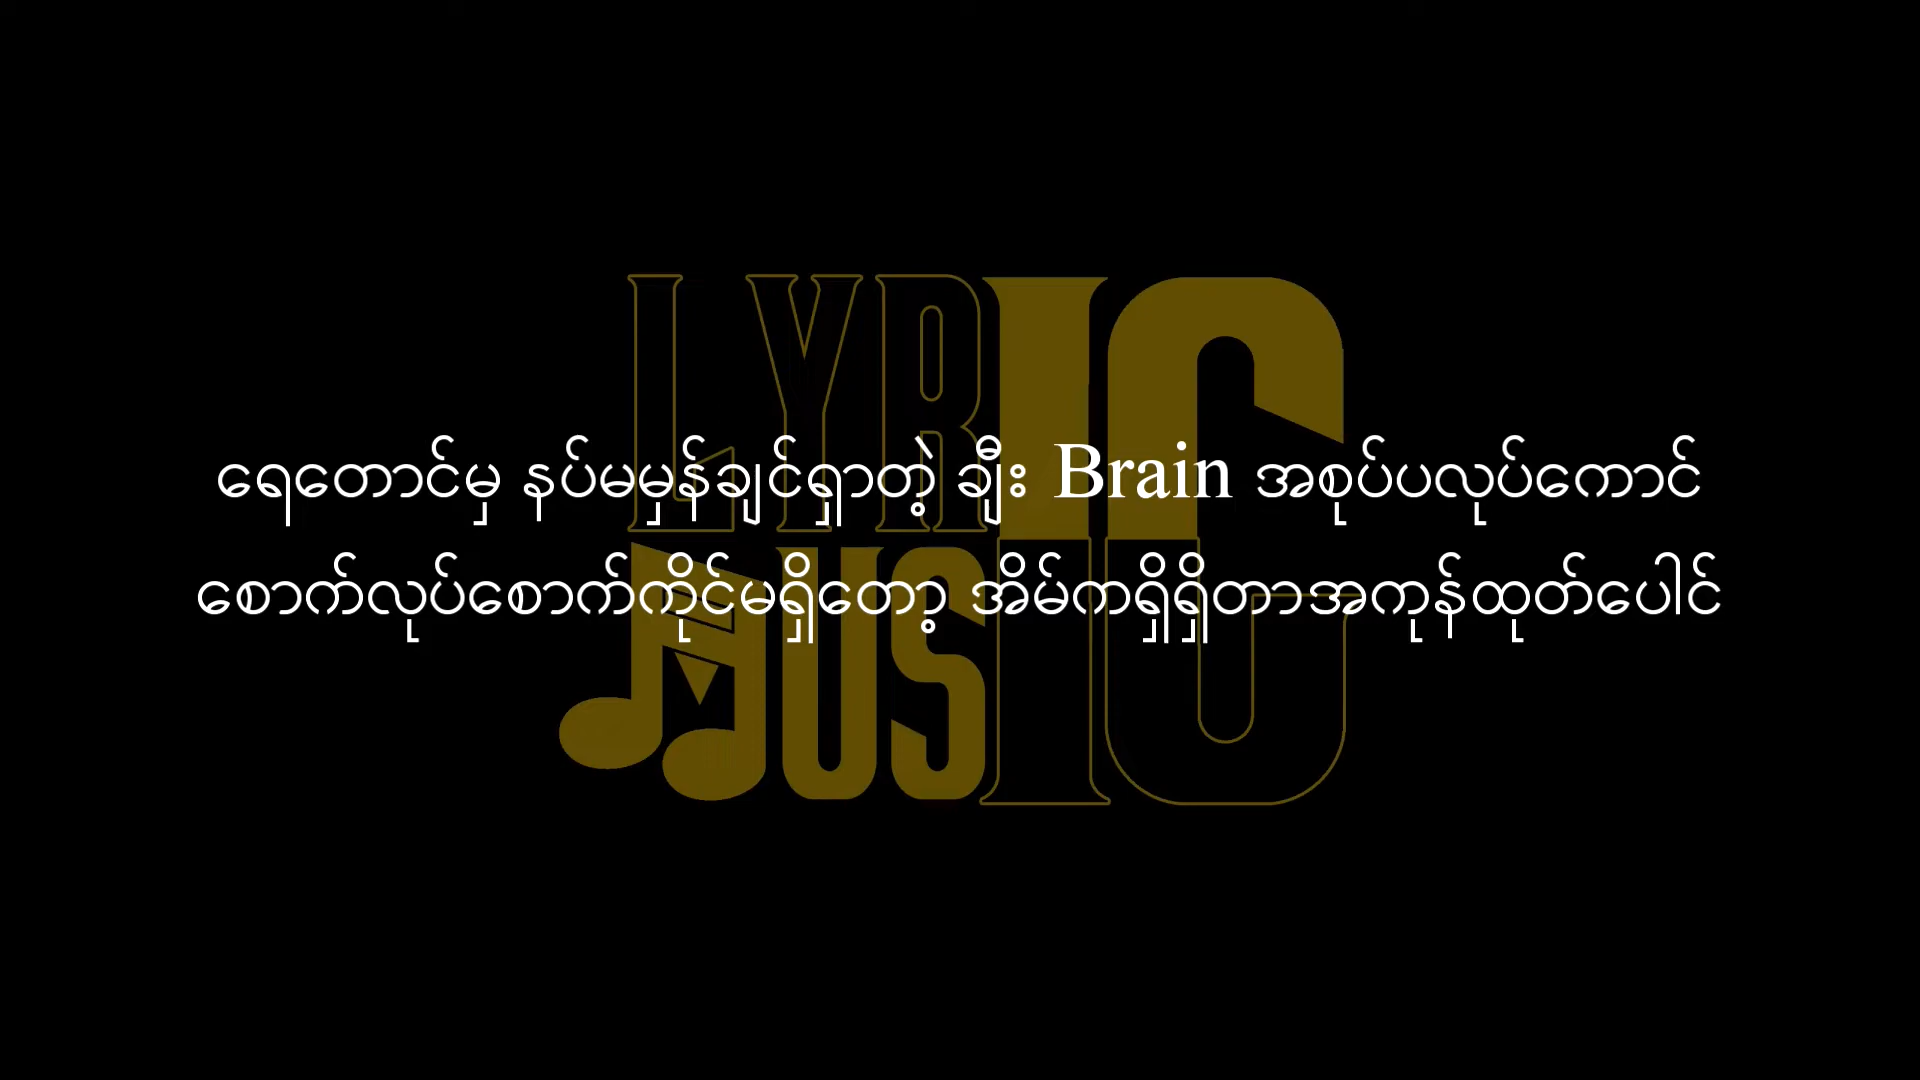 LYRIC
ရေတောင်မှ နပ်မမှန်ချင်ရှာတဲ့ ချီး Brain အစုပ်ပလုပ်ကောင်
စောက်လုပ်စောက်ကိုင်မရှိတော့ အိမ်ကရှိရှိတာအကုန်ထုတ်ပေါင်
MUSIC